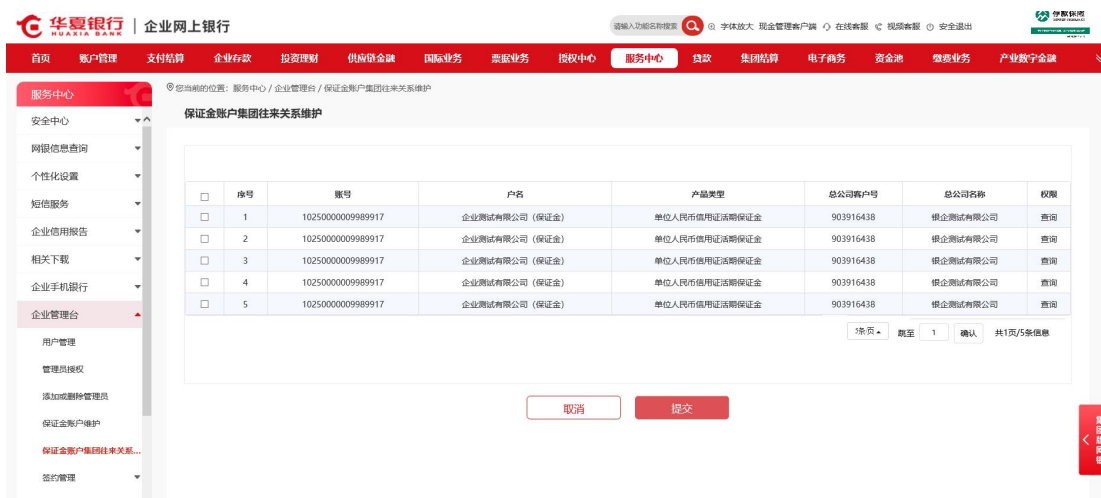 华夏银行 企业网上银行
HUAXIA BANK
请输入功能名称搜索 字体放大 现金管理客户端 在线客服 视频客服 安全退出
存款保险
首页 账户管理 支付结算 企业存款 投资理财 供应链金融 国际业务 票据业务 授权中心 服务中心 贷款 集团结算 电子商务 资金池 缴费业务 产业数字金融
服务中心
安全中心
网银信息查询
个性化设置
短信服务
企业信用报告
相关下载
企业手机银行
企业管理台
用户管理
管理员授权
添加或删除管理员
保证金账户维护
保证金账户集团往来关系...
签约管理
您当前的位置: 服务中心 / 企业管理台 / 保证金账户集团往来关系维护
保证金账户集团往来关系维护
序号 账号 户名 产品类型 总公司客户号 总公司名称 权限
1 10250000009989917 企业测试有限公司 (保证金) 单位人民币信用证活期保证金 903916438 银企测试有限公司 查询
2 10250000009989917 企业测试有限公司 (保证金) 单位人民币信用证活期保证金 903916438 银企测试有限公司 查询
3 10250000009989917 企业测试有限公司 (保证金) 单位人民币信用证活期保证金 903916438 银企测试有限公司 查询
4 10250000009989917 企业测试有限公司 (保证金) 单位人民币信用证活期保证金 903916438 银企测试有限公司 查询
5 10250000009989917 企业测试有限公司 (保证金) 单位人民币信用证活期保证金 903916438 银企测试有限公司 查询
条/页 跳至 1 确认 共1页/5条信息
取消 提交
集团版网银